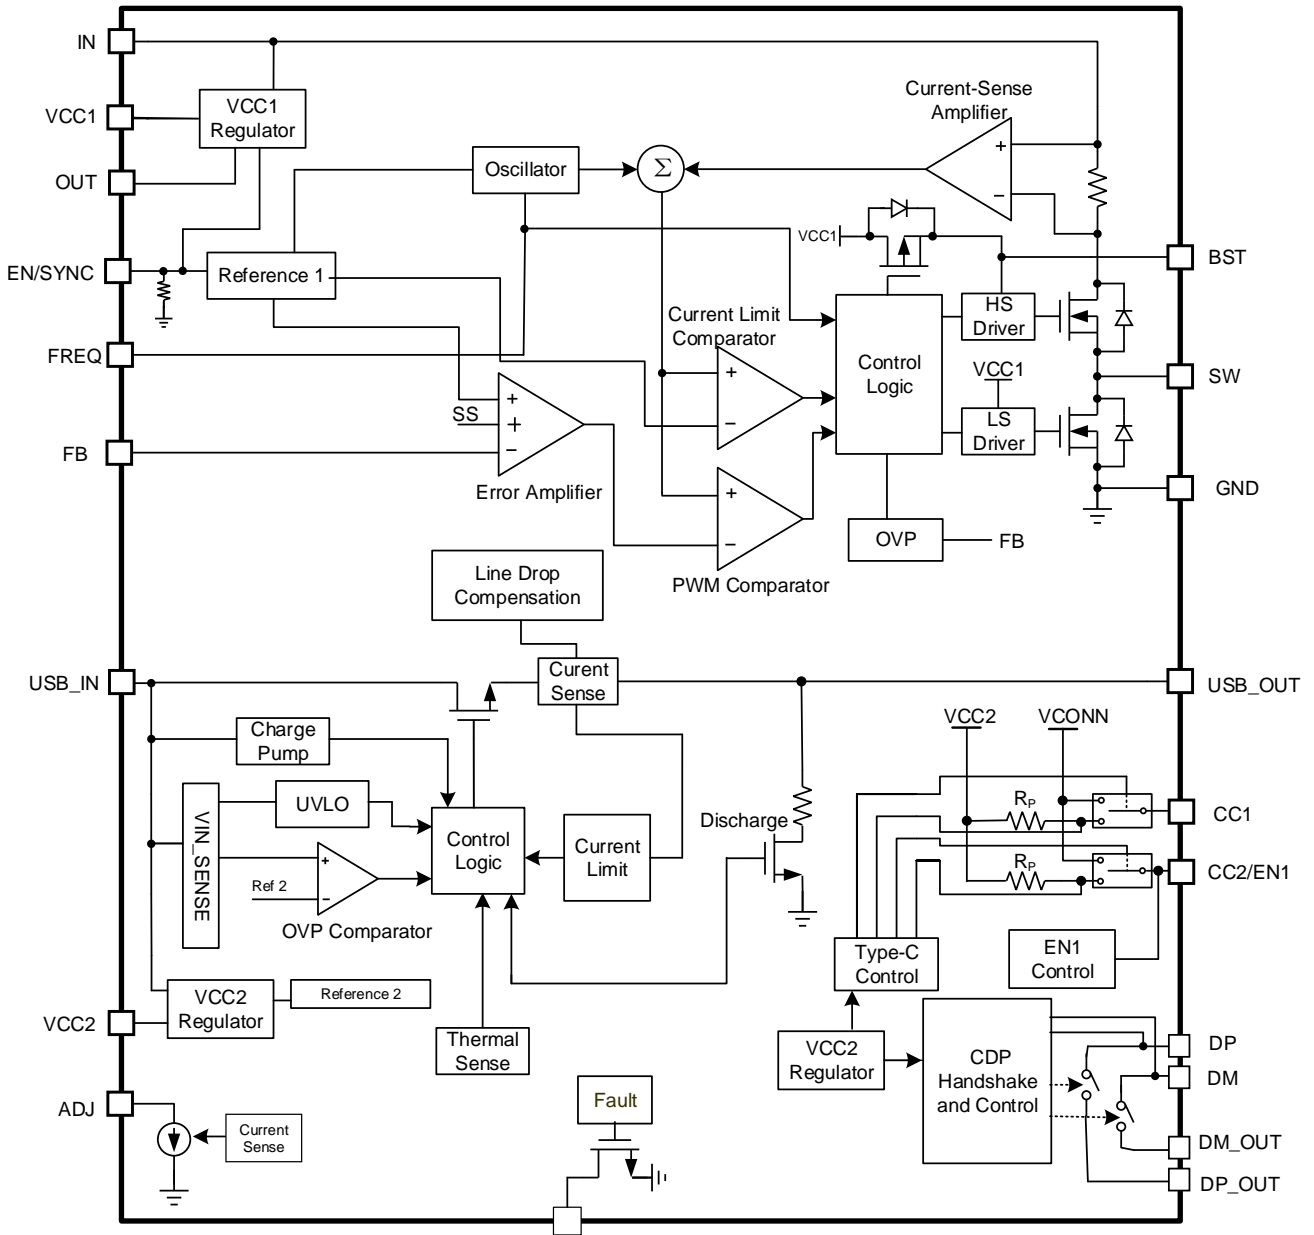 IN
Current-Sense
Amplifier
VCC1
VCC1
Regulator
Oscillator
Σ
+
−
OUT
VCC1
EN/SYNC
Reference 1
BST
Current Limit
Comparator
HS
Driver
FREQ
Control
Logic
VCC1
SW
+
−
+
SS
+
−
LS
Driver
FB
Error Amplifier
GND
+
−
OVP
FB
PWM Comparator
Line Drop
Compensation
USB_IN
Curent
Sense
USB_OUT
Charge
Pump
VCC2
VCONN
UVLO
VIN_SENSE
Control
Logic
Current
Limit
Discharge
RP
CC1
RP
CC2/EN1
+
Ref 2
−
OVP Comparator
Type-C
Control
EN1
Control
VCC2
Regulator
Reference 2
VCC2
Thermal
Sense
VCC2
Regulator
CDP
Handshake
and Control
DP
DM
ADJ
Current
Sense
Fault
DM_OUT
DP_OUT